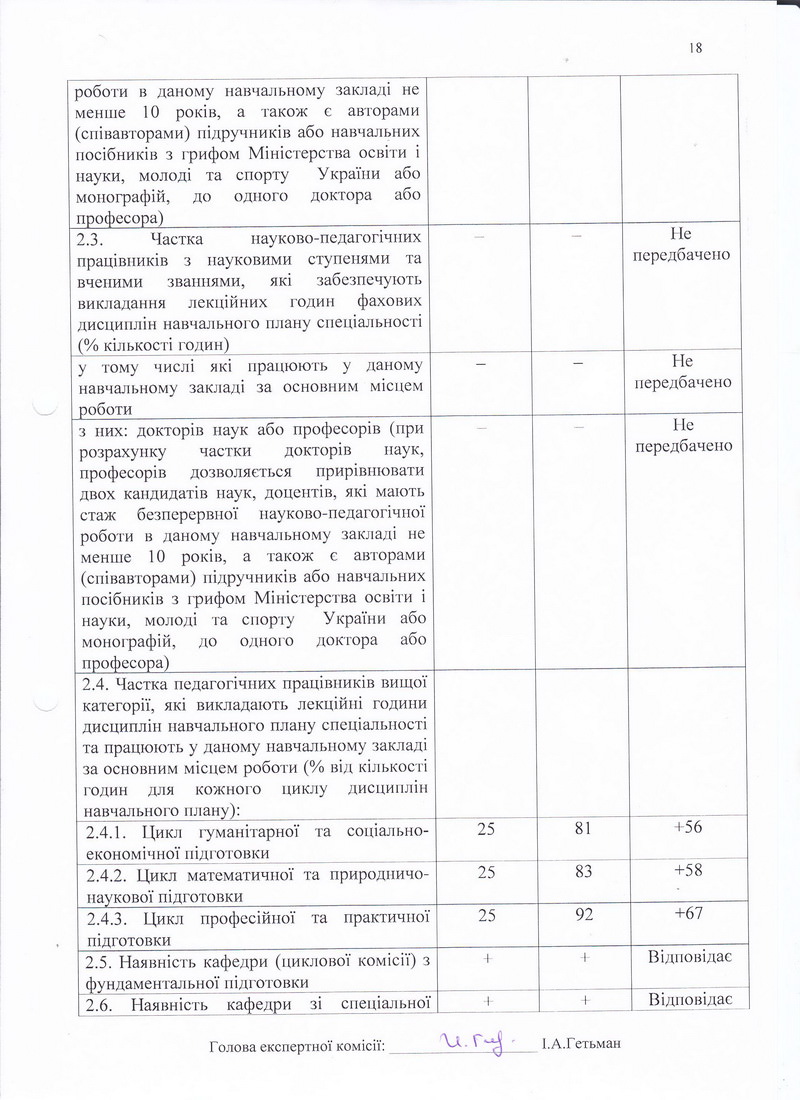 18
роботи в даному навчальному закладі не
менше 10 років, а також є авторами
(співавторами) підручників або навчальних
посібників з грифом Міністерства освіти і
науки, молоді та спорту України або
монографій, до одного доктора або
професора)
2.3. Частка науково-педагогічних – – Не
працівників з науковими ступенями та передбачено
вченими званнями, які забезпечують
викладання лекційних годин фахових
дисциплін навчального плану спеціальності
(% кількості годин)
у тому числі які працюють у даному – – Не
навчальному закладі за основним місцем передбачено
роботи
з них: докторів наук або професорів (при – – Не
розрахунку частки докторів наук, передбачено
професорів дозволяється прирівнювати
двох кандидатів наук, доцентів, які мають
стаж безперервної науково-педагогічної
роботи в даному навчальному закладі не
менше 10 років, а також є авторами
(співавторами) підручників або навчальних
посібників з грифом Міністерства освіти і
науки, молоді та спорту України або
монографій, до одного доктора або
професора)
2.4. Частка педагогічних працівників вищої
категорії, які викладають лекційні години
дисциплін навчального плану спеціальності
та працюють у даному навчальному закладі
за основним місцем роботи (% від кількості
годин для кожного циклу дисциплін
навчального плану):
2.4.1. Цикл гуманітарної та соціально- 25 81 +56
економічної підготовки
2.4.2. Цикл математичної та природничо- 25 83 +58
наукової підготовки
2.4.3. Цикл професійної та практичної 25 92 +67
підготовки
2.5. Наявність кафедри (циклової комісії) з + + Відповідає
фундаментальної підготовки
2.6. Наявність кафедри зі спеціальної + + Відповідає
Голова експертної комісії: І.А.Гетьман